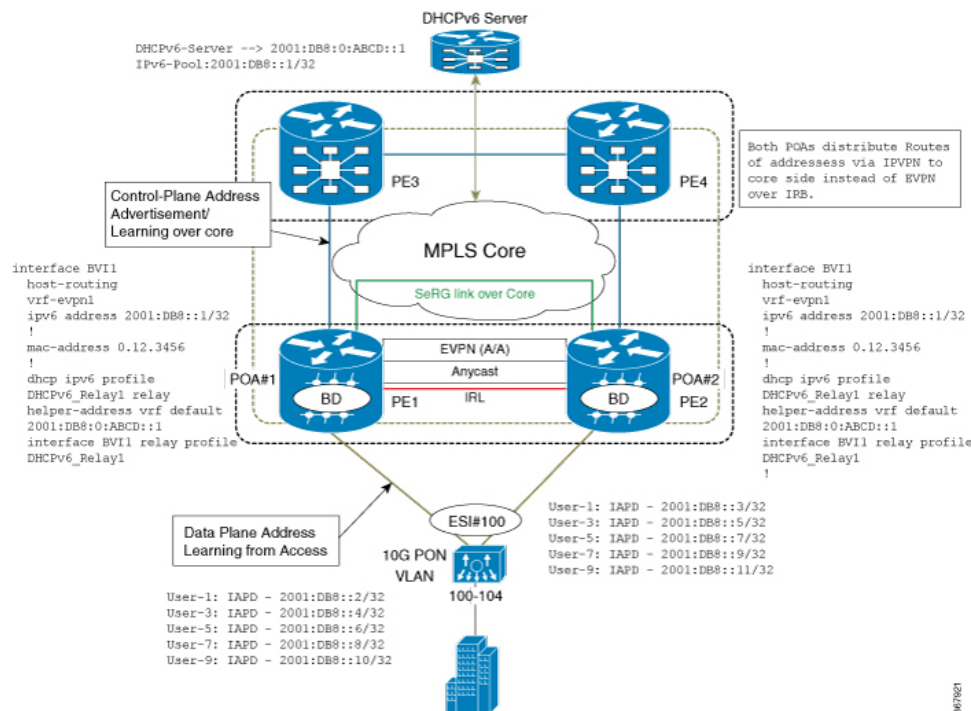 DHCPv6 Server
DHCPv6-Server --> 2001:DB8:0:ABCD::1
IPv6-Pool:2001:DB8::1/32
PE3
PE4
Both POAs distribute Routes
of addressess via IPVPN to
core side instead of EVPN
over IRB.
Control-Plane Address
Advertisement/
Learning over core
MPLS Core
SeRG link over Core
interface BVI1
host-routing
vrf-evpn1
ipv6 address 2001:DB8::1/32
!
mac-address 0.12.3456
!
dhcp ipv6 profile
DHCPv6_Relay1 relay
helper-address vrf default
2001:DB8:0:ABCD::1
interface BVI1 relay profile
DHCPv6_Relay1
POA#1
BD
PE1
EVPN (A/A)
Anycast
IRL
POA#2
BD
PE2
interface BVI1
host-routing
vrf-evpn1
ipv6 address 2001:DB8::1/32
!
mac-address 0.12.3456
!
dhcp ipv6 profile
DHCPv6_Relay1 relay
helper-address vrf default
2001:DB8:0:ABCD::1
interface BVI1 relay profile
DHCPv6_Relay1
!
Data Plane Address
Learning from Access
ESI#100
10G PON
VLAN
100-104
User-1: IAPD - 2001:DB8::3/32
User-3: IAPD - 2001:DB8::5/32
User-5: IAPD - 2001:DB8::7/32
User-7: IAPD - 2001:DB8::9/32
User-9: IAPD - 2001:DB8::11/32
User-1: IAPD - 2001:DB8::2/32
User-3: IAPD - 2001:DB8::4/32
User-5: IAPD - 2001:DB8::6/32
User-7: IAPD - 2001:DB8::8/32
User-9: IAPD - 2001:DB8::10/32